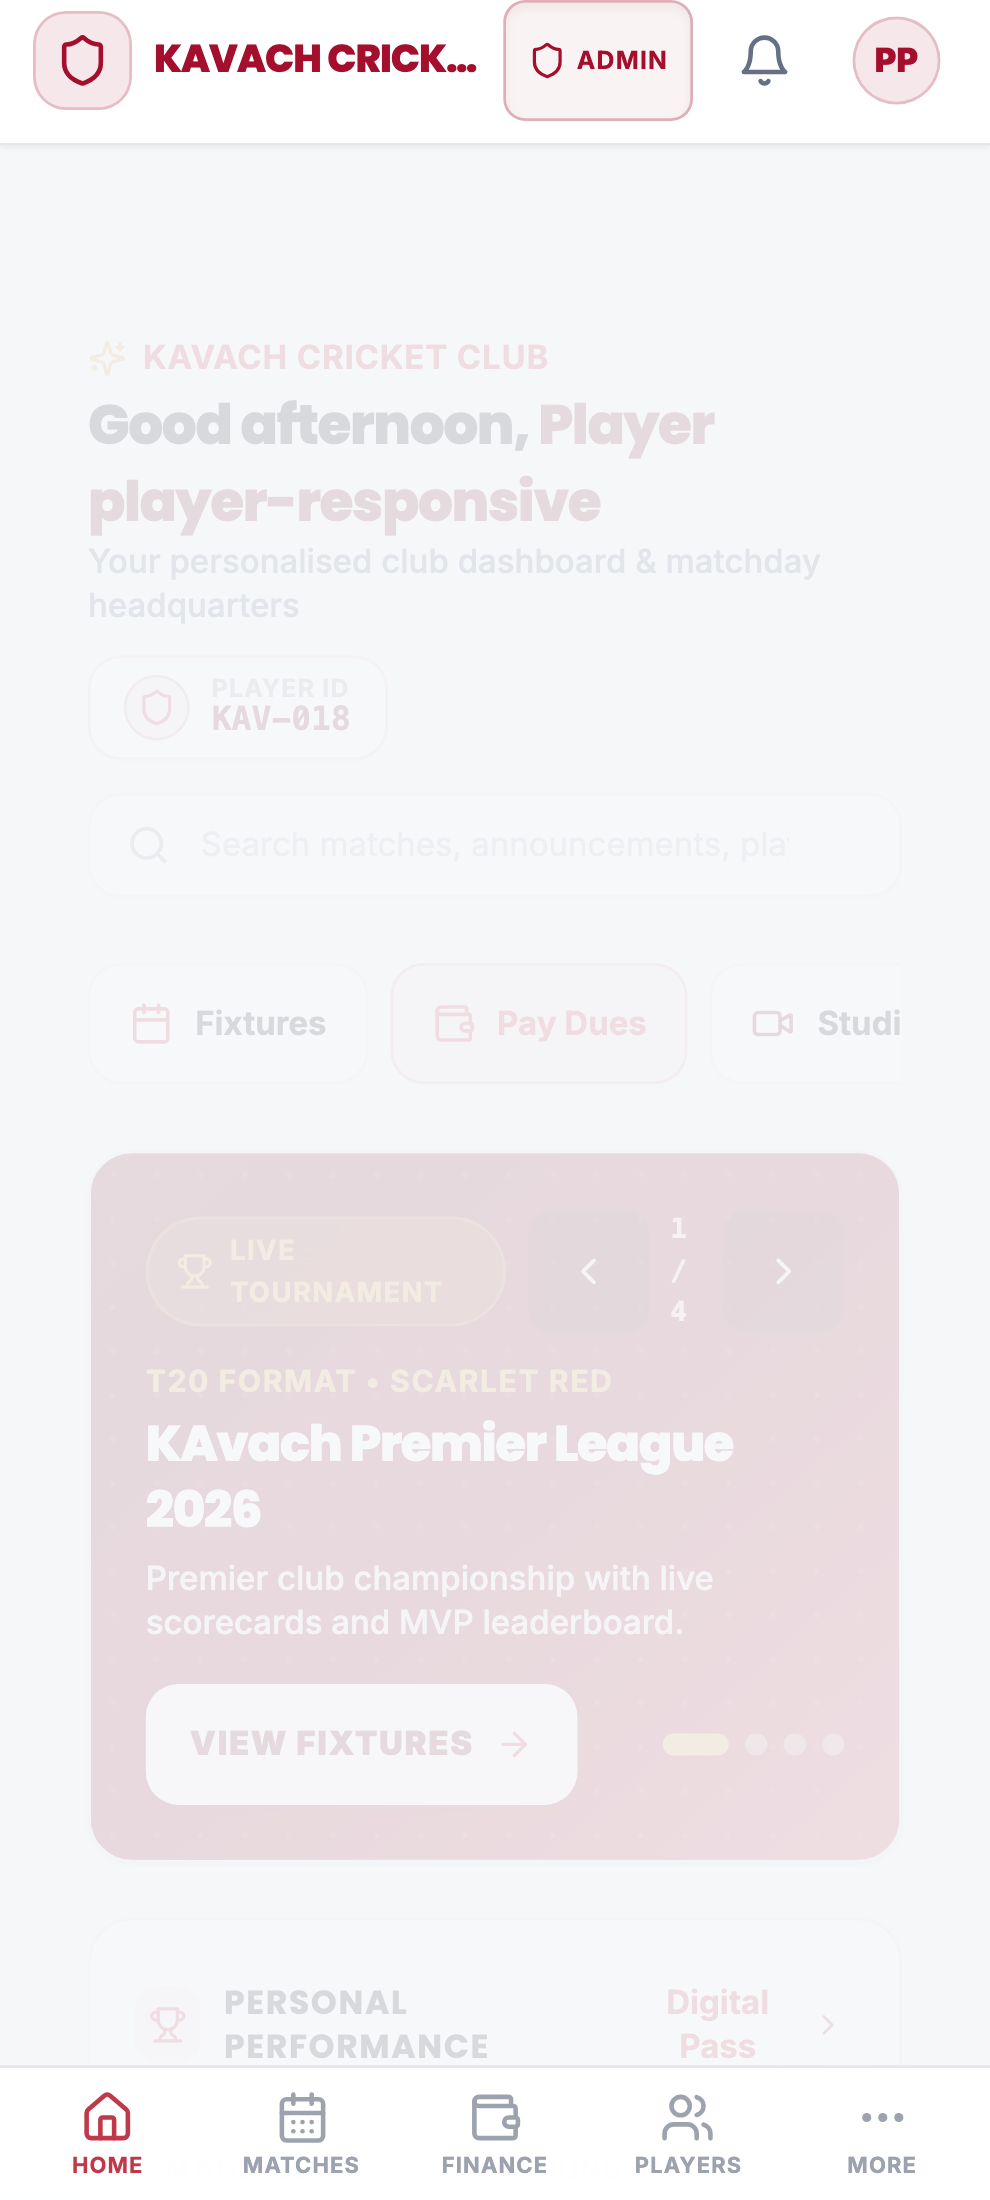 KAVACH CRICK...
ADMIN
PP
KAVACH CRICKET CLUB
Good afternoon, Player
player-responsive
Your personalised club dashboard & matchday
headquarters
PLAYER ID
KAV-018
Search matches, announcements, pla
Fixtures
Pay Dues
Studi
LIVE
TOURNAMENT
1
/
4
T20 FORMAT • SCARLET RED
KAvach Premier League
2026
Premier club championship with live
scorecards and MVP leaderboard.
VIEW FIXTURES
PERSONAL
PERFORMANCE
Digital
Pass
HOME
MATCHES
FINANCE
PLAYERS
MORE